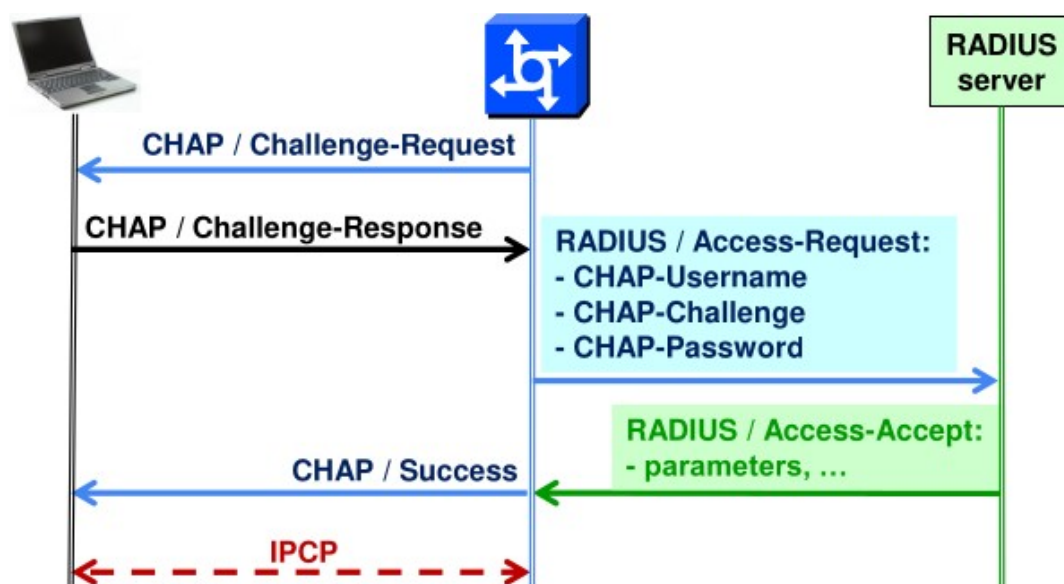 RADIUS
server
CHAP / Challenge-Request
CHAP / Challenge-Response
RADIUS / Access-Request:
- CHAP-Username
- CHAP-Challenge
- CHAP-Password
RADIUS / Access-Accept:
- parameters, ...
CHAP / Success
IPCP